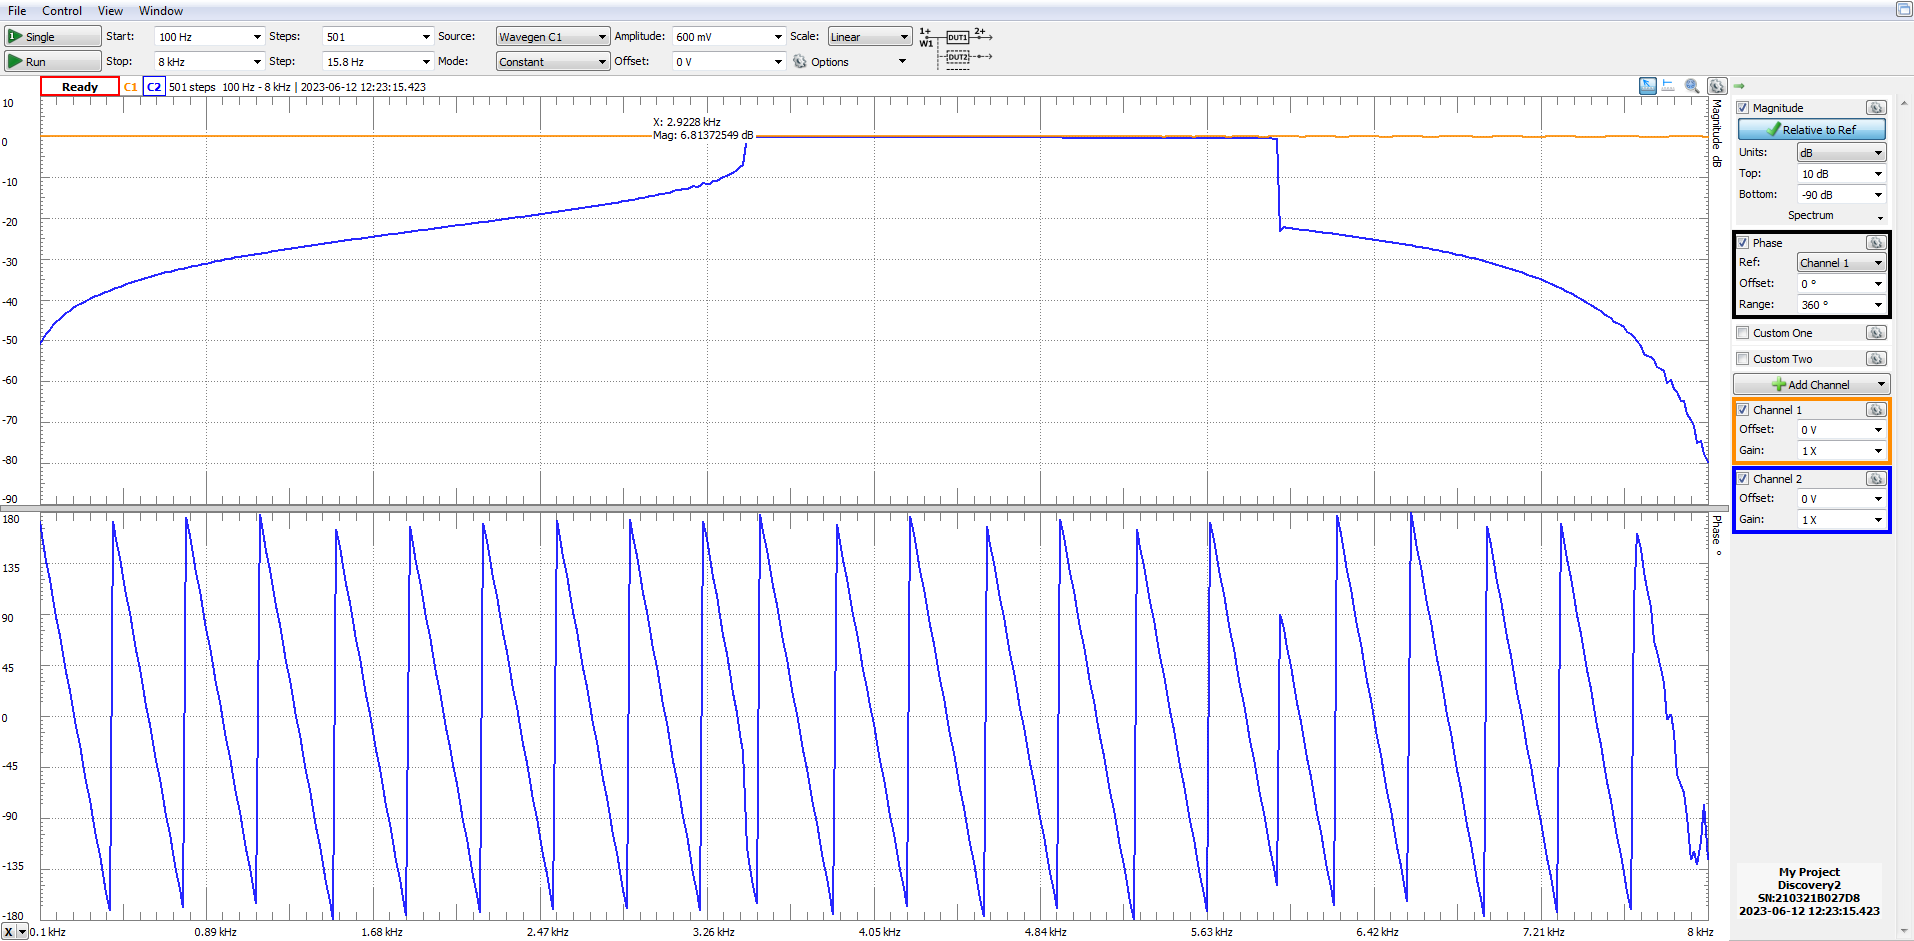 File Control View Window
Single Start: 100 Hz Steps: 501 Source: Wavegen C1 Amplitude: 600 mV Scale: Linear 1+ W1 DUT1 2+
Run Stop: 8 kHz Step: 15.8 Hz Mode: Constant Offset: 0 V Options DUT2
Ready C1 C2 501 steps 100 Hz - 8 kHz | 2023-06-12 12:23:15.423
X: 2.9228 kHz
Mag: 6.81372549 dB
10
0
-10
-20
-30
-40
-50
-60
-70
-80
-90
Magnitude dB
180
135
90
45
0
-45
-90
-135
-180
Phase °
X 0.1 kHz 0.89 kHz 1.68 kHz 2.47 kHz 3.26 kHz 4.05 kHz 4.84 kHz 5.63 kHz 6.42 kHz 7.21 kHz 8 kHz
Magnitude
Relative to Ref
Units: dB
Top: 10 dB
Bottom: -90 dB
Spectrum
Phase
Ref: Channel 1
Offset: 0 °
Range: 360 °
Custom One
Custom Two
Add Channel
Channel 1
Offset: 0 V
Gain: 1 X
Channel 2
Offset: 0 V
Gain: 1 X
My Project
Discovery2
SN:210321B027D8
2023-06-12 12:23:15.423